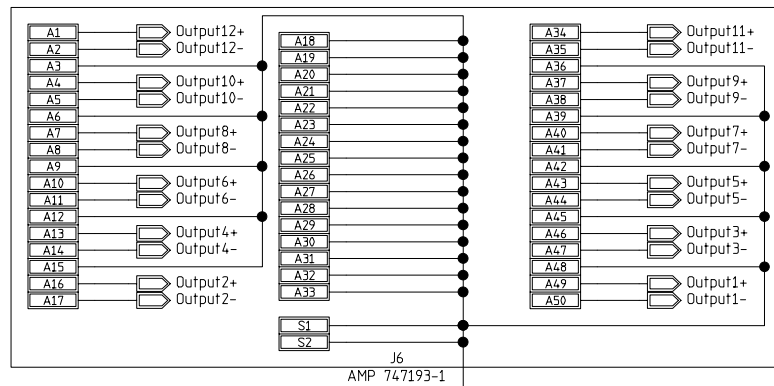 A1 Output12+
A2 Output12-
A3
A4 Output10+
A5 Output10-
A6
A7 Output8+
A8 Output8-
A9
A10 Output6+
A11 Output6-
A12
A13 Output4+
A14 Output4-
A15
A16 Output2+
A17 Output2-
A18
A19
A20
A21
A22
A23
A24
A25
A26
A27
A28
A29
A30
A31
A32
A33
S1
S2
A34 Output11+
A35 Output11-
A36
A37 Output9+
A38 Output9-
A39
A40 Output7+
A41 Output7-
A42
A43 Output5+
A44 Output5-
A45
A46 Output3+
A47 Output3-
A48
A49 Output1+
A50 Output1-
J6
AMP 747193-1